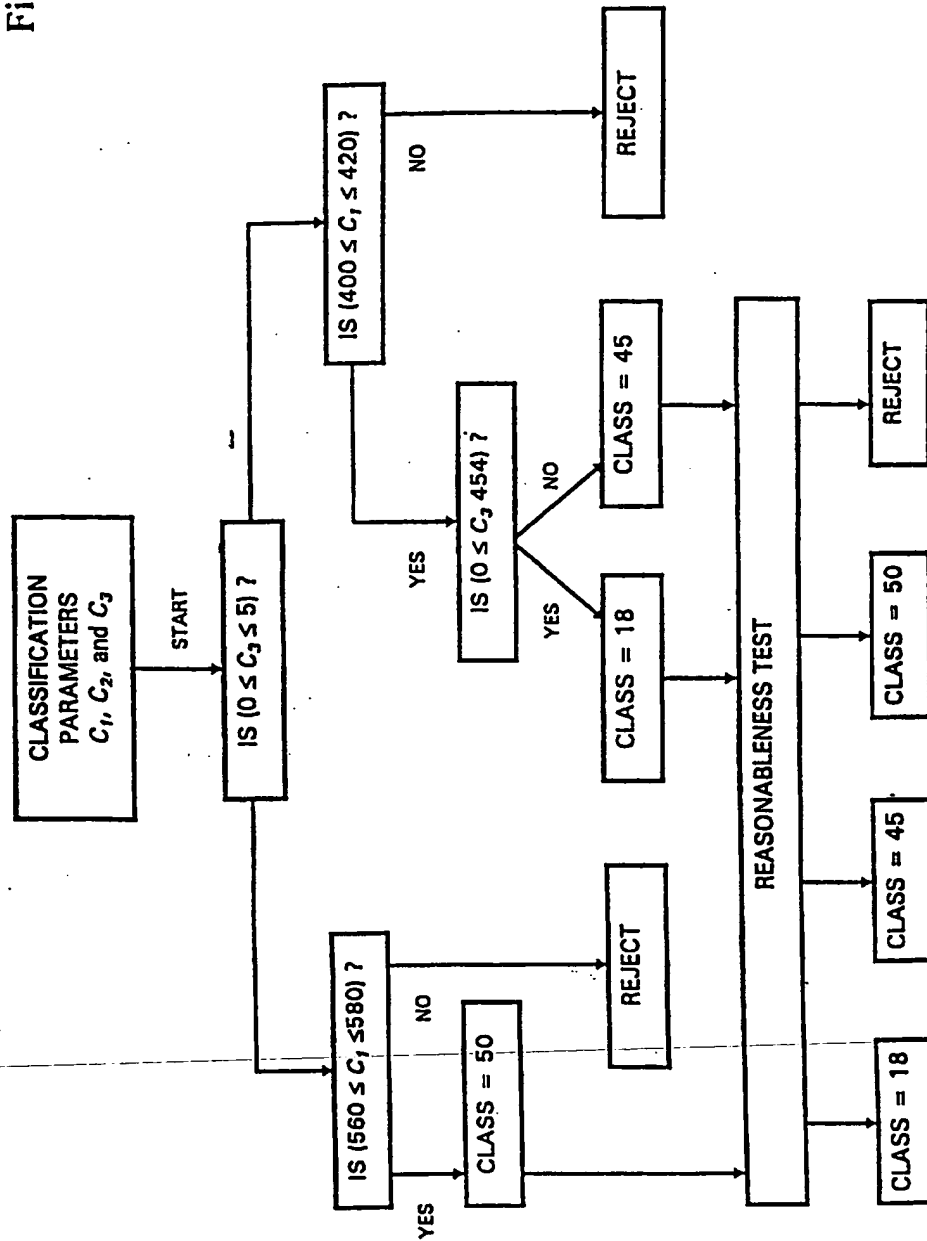 Fi
CLASSIFICATION
PARAMETERS
C₁, C₂, and C₃
START
IS (0 ≤ C₃ ≤ 5) ?
IS (560 ≤ C₁ ≤580) ?
IS (400 ≤ C₁ ≤ 420) ?
YES
NO
YES
NO
CLASS = 50
IS (0 ≤ C₃ 454) ?
YES
NO
REJECT
CLASS = 18
CLASS = 45
REJECT
REASONABLENESS TEST
CLASS = 18
CLASS = 45
CLASS = 50
REJECT